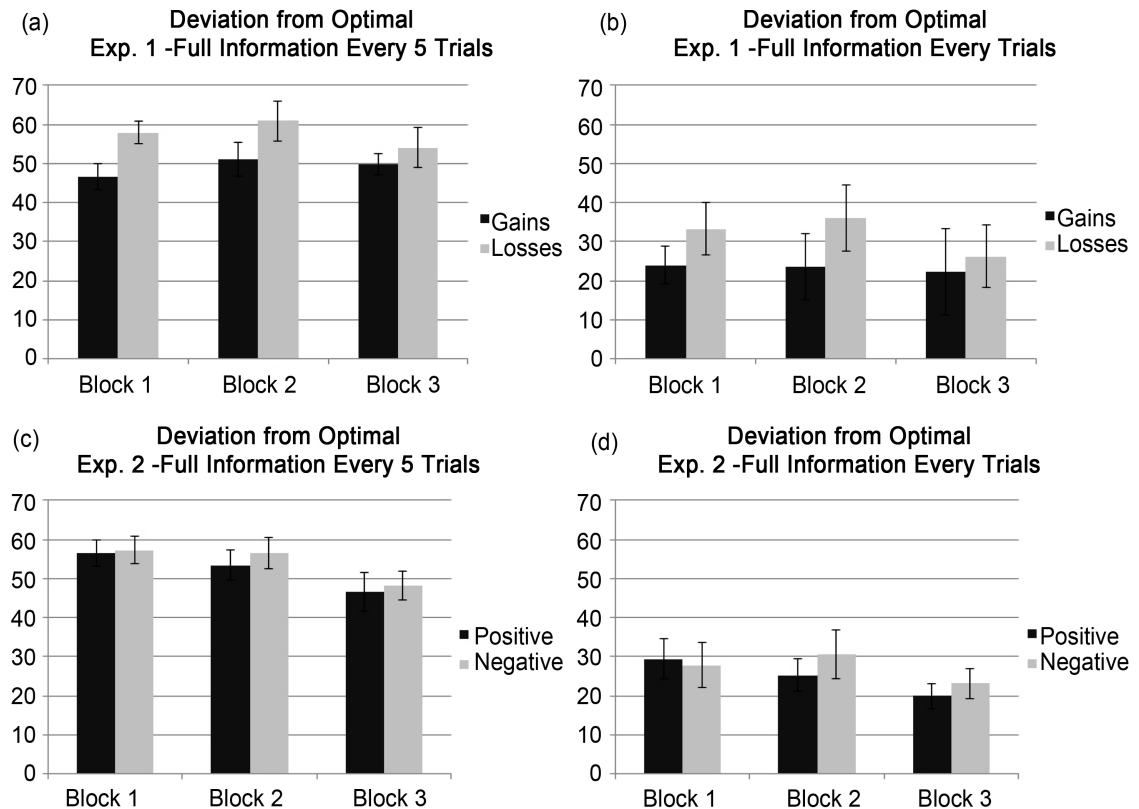 (a)
Deviation from Optimal
Exp. 1 -Full Information Every 5 Trials
70
60
50
40
30
20
10
0
Block 1 Block 2 Block 3
Gains
Losses
(b)
Deviation from Optimal
Exp. 1 -Full Information Every Trials
70
60
50
40
30
20
10
0
Block 1 Block 2 Block 3
Gains
Losses
(c)
Deviation from Optimal
Exp. 2 -Full Information Every 5 Trials
70
60
50
40
30
20
10
0
Block 1 Block 2 Block 3
Positive
Negative
(d)
Deviation from Optimal
Exp. 2 -Full Information Every Trials
70
60
50
40
30
20
10
0
Block 1 Block 2 Block 3
Positive
Negative